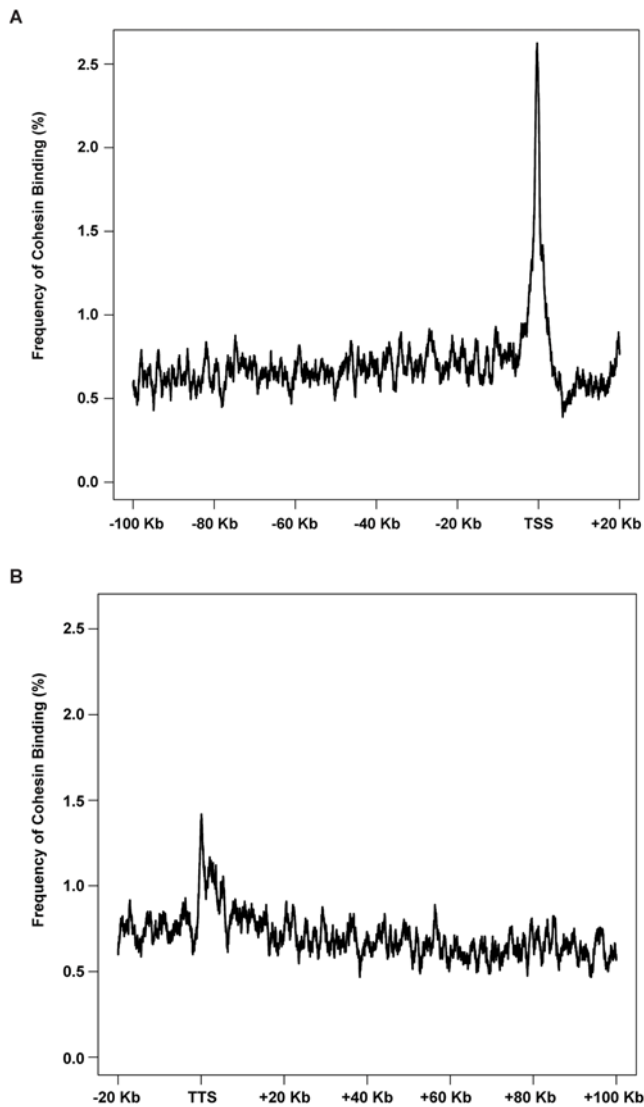 A
Frequency of Cohesin Binding (%)
2.5
2.0
1.5
1.0
0.5
0.0
-100 Kb -80 Kb -60 Kb -40 Kb -20 Kb TSS +20 Kb
B
Frequency of Cohesin Binding (%)
2.5
2.0
1.5
1.0
0.5
0.0
-20 Kb TTS +20 Kb +40 Kb +60 Kb +80 Kb +100 Kb